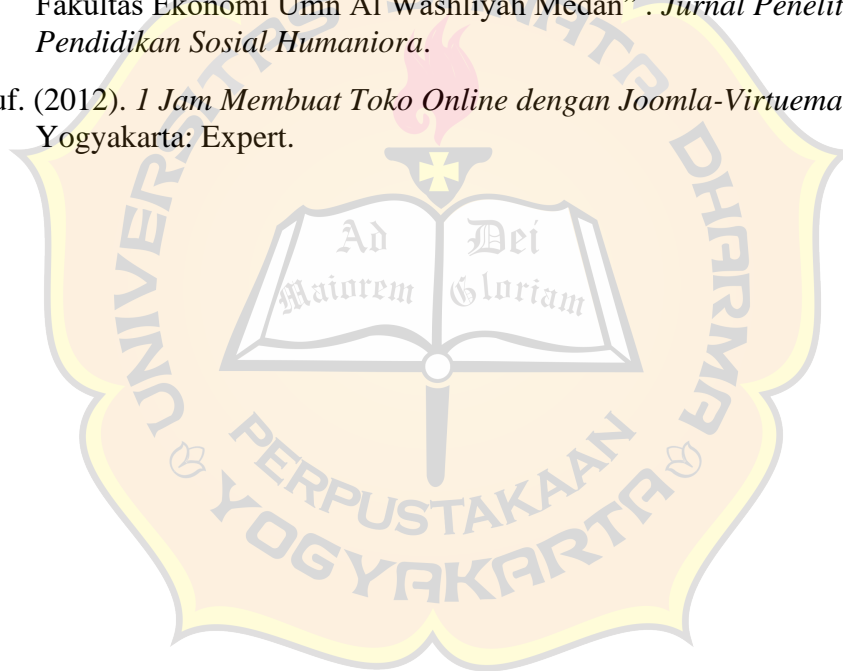 Fakultas Ekonomi Umn Al Washliyah Medan” . Jurnal Penelit
Pendidikan Sosial Humaniora.
uf. (2012). 1 Jam Membuat Toko Online dengan Joomla-Virtuema
Yogyakarta: Expert.
UNIVERSITAS
DHARMA
Ad
Dei
Maiorem
Gloriam
PERPUSTAKAAN
YOGYAKARTA